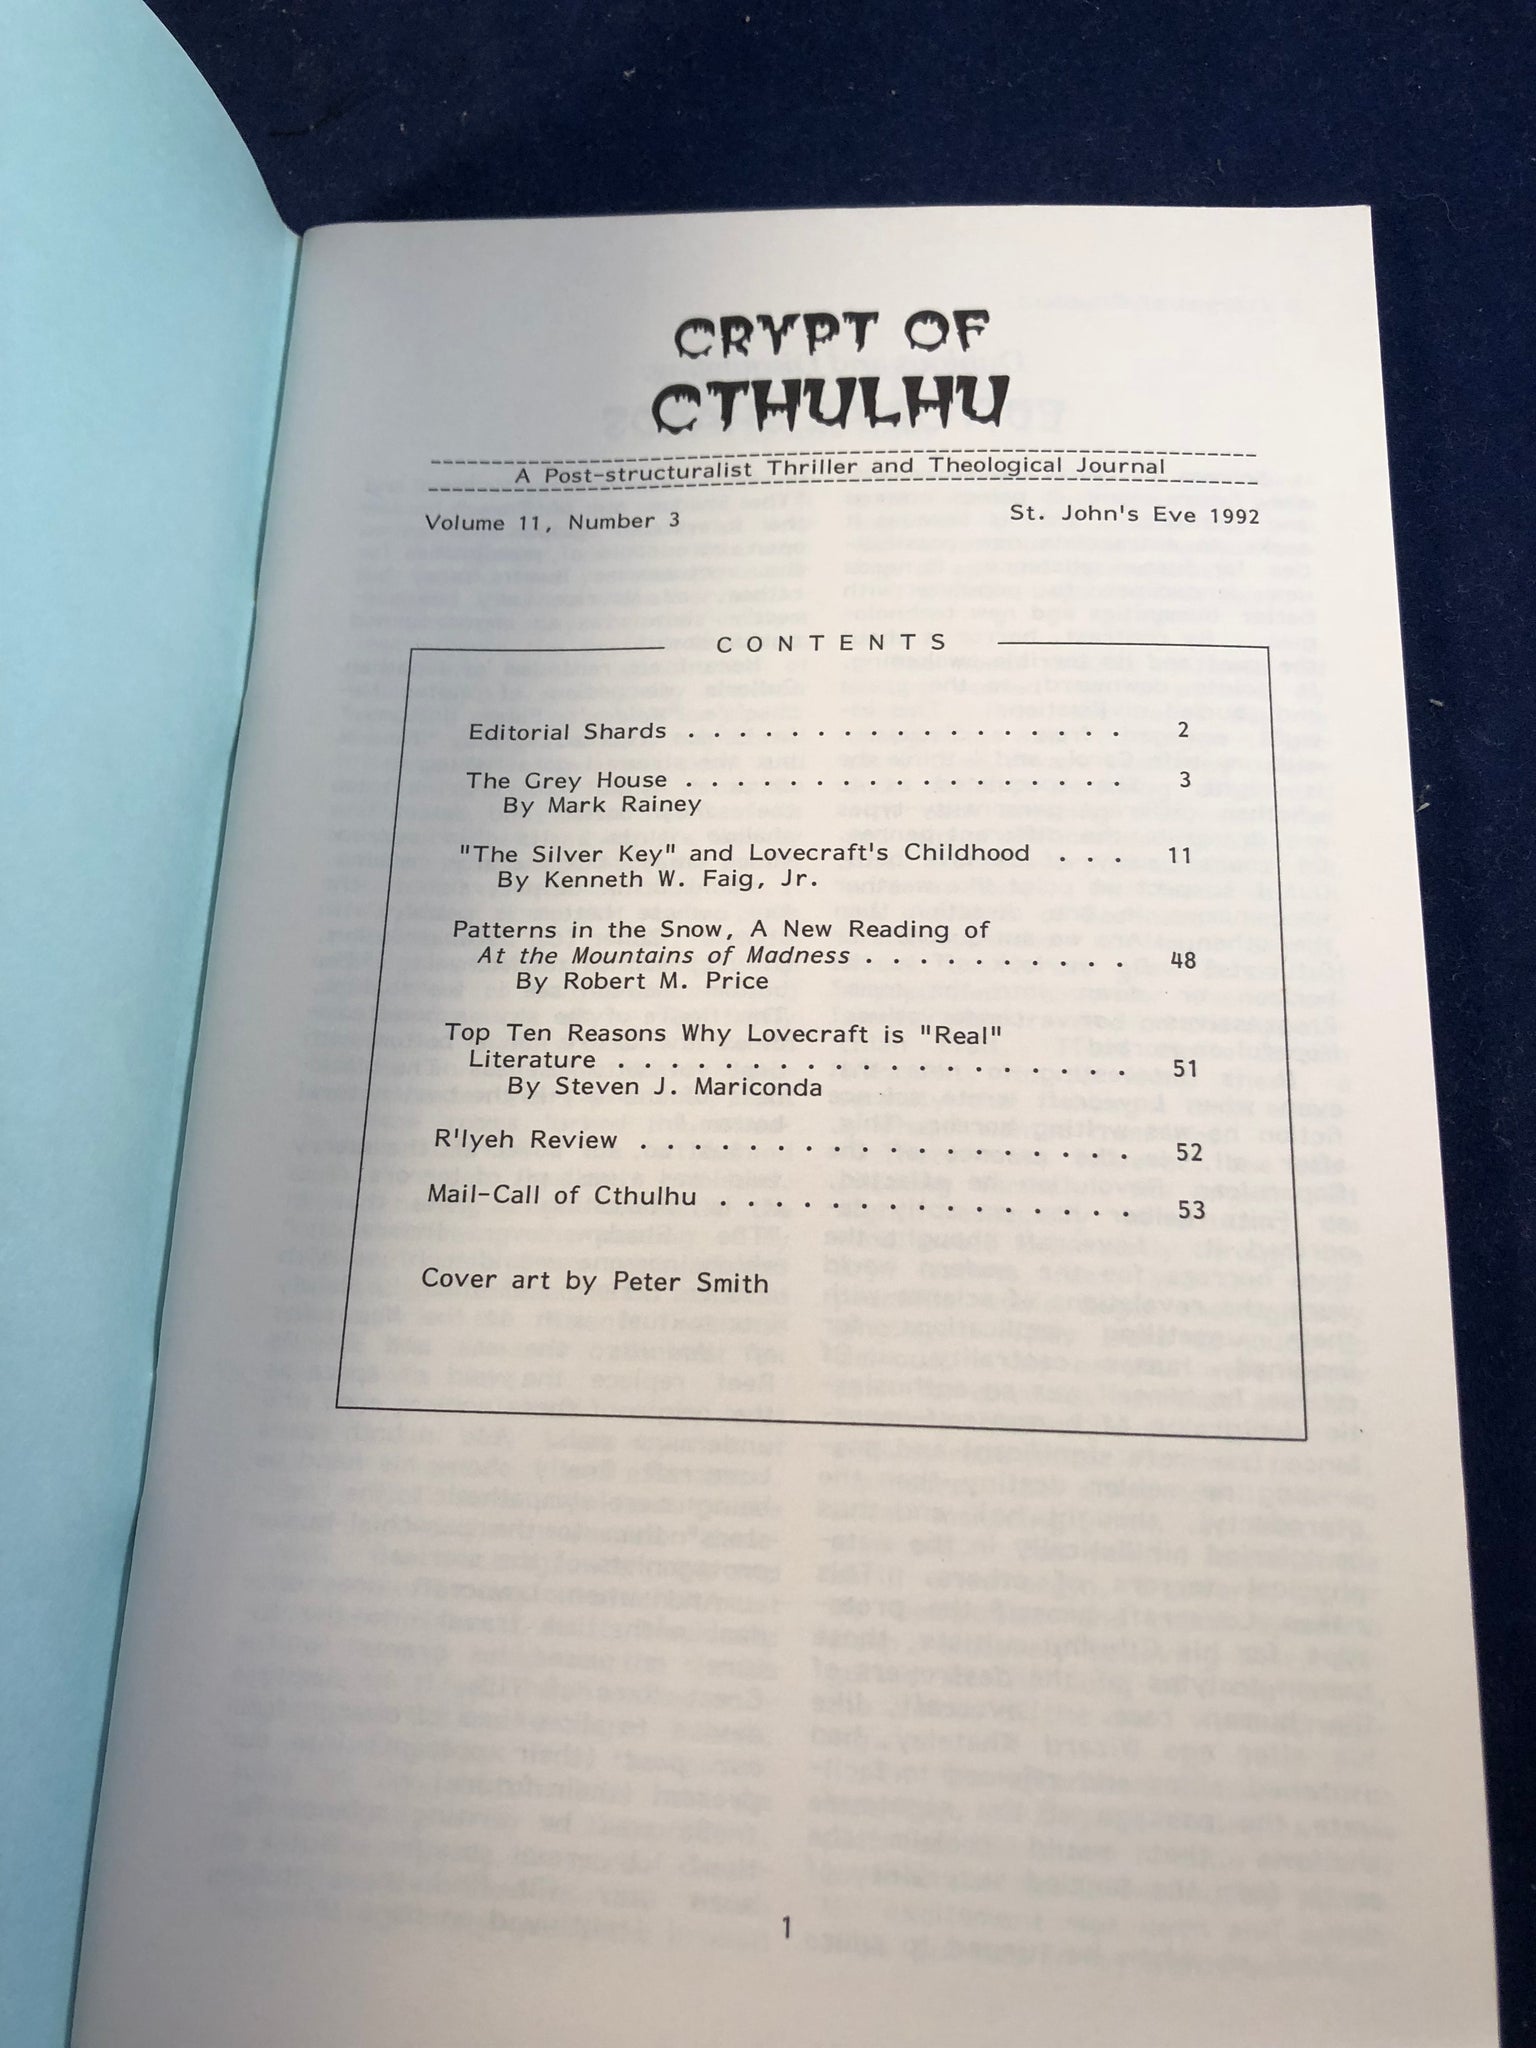 CRYPT OF
CTHULHU
A Post-structuralist Thriller and Theological Journal
Volume 11, Number 3 St. John's Eve 1992
CONTENTS
Editorial Shards . . . . . . . . . . . . . . . . . 2
The Grey House . . . . . . . . . . . . . . . . . 3
By Mark Rainey
"The Silver Key" and Lovecraft's Childhood . . . 11
By Kenneth W. Faig, Jr.
Patterns in the Snow, A New Reading of
At the Mountains of Madness . . . . . . . . . . 48
By Robert M. Price
Top Ten Reasons Why Lovecraft is "Real"
Literature . . . . . . . . . . . . . . . . . . . . 51
By Steven J. Mariconda
R'lyeh Review . . . . . . . . . . . . . . . . . . . 52
Mail-Call of Cthulhu . . . . . . . . . . . . . . . . 53
Cover art by Peter Smith
1